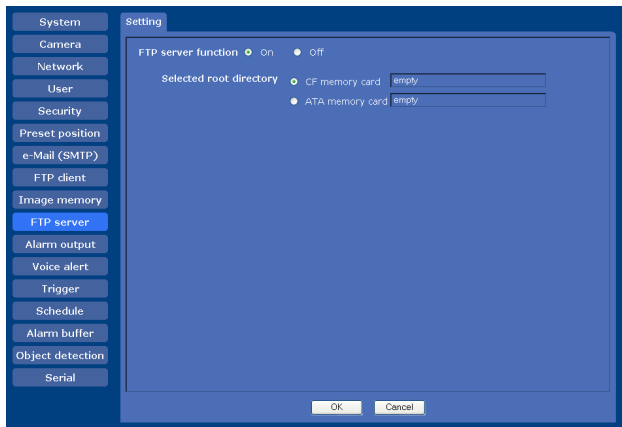 System
Camera
Network
User
Security
Preset position
e-Mail (SMTP)
FTP client
Image memory
FTP server
Alarm output
Voice alert
Trigger
Schedule
Alarm buffer
Object detection
Serial
Setting
FTP server function On Off
Selected root directory CF memory card empty
ATA memory card empty
OK Cancel